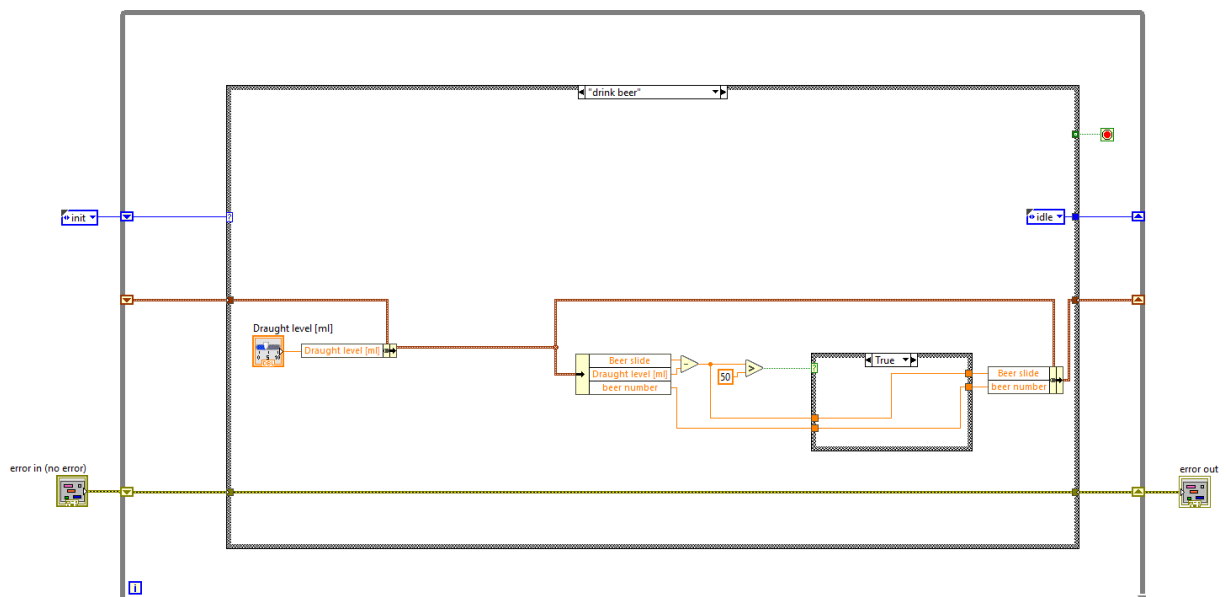 "drink beer"
init
idle
Draught level [ml]
Draught level [ml]
Beer slide
Draught level [ml]
beer number
50
True
Beer slide
beer number
error in (no error)
error out
i